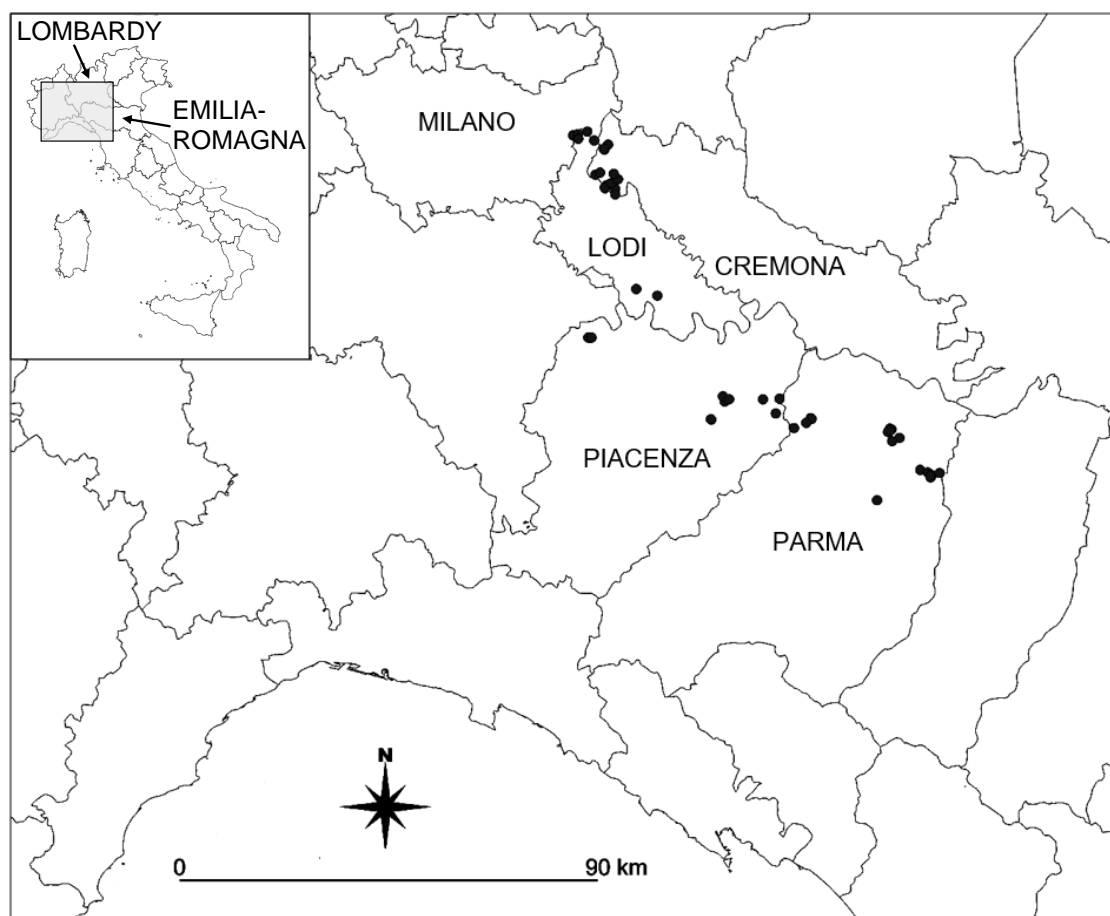 LOMBARDY
EMILIA-
ROMAGNA
MILANO
LODI
CREMONA
PIACENZA
PARMA
N
0 90 km